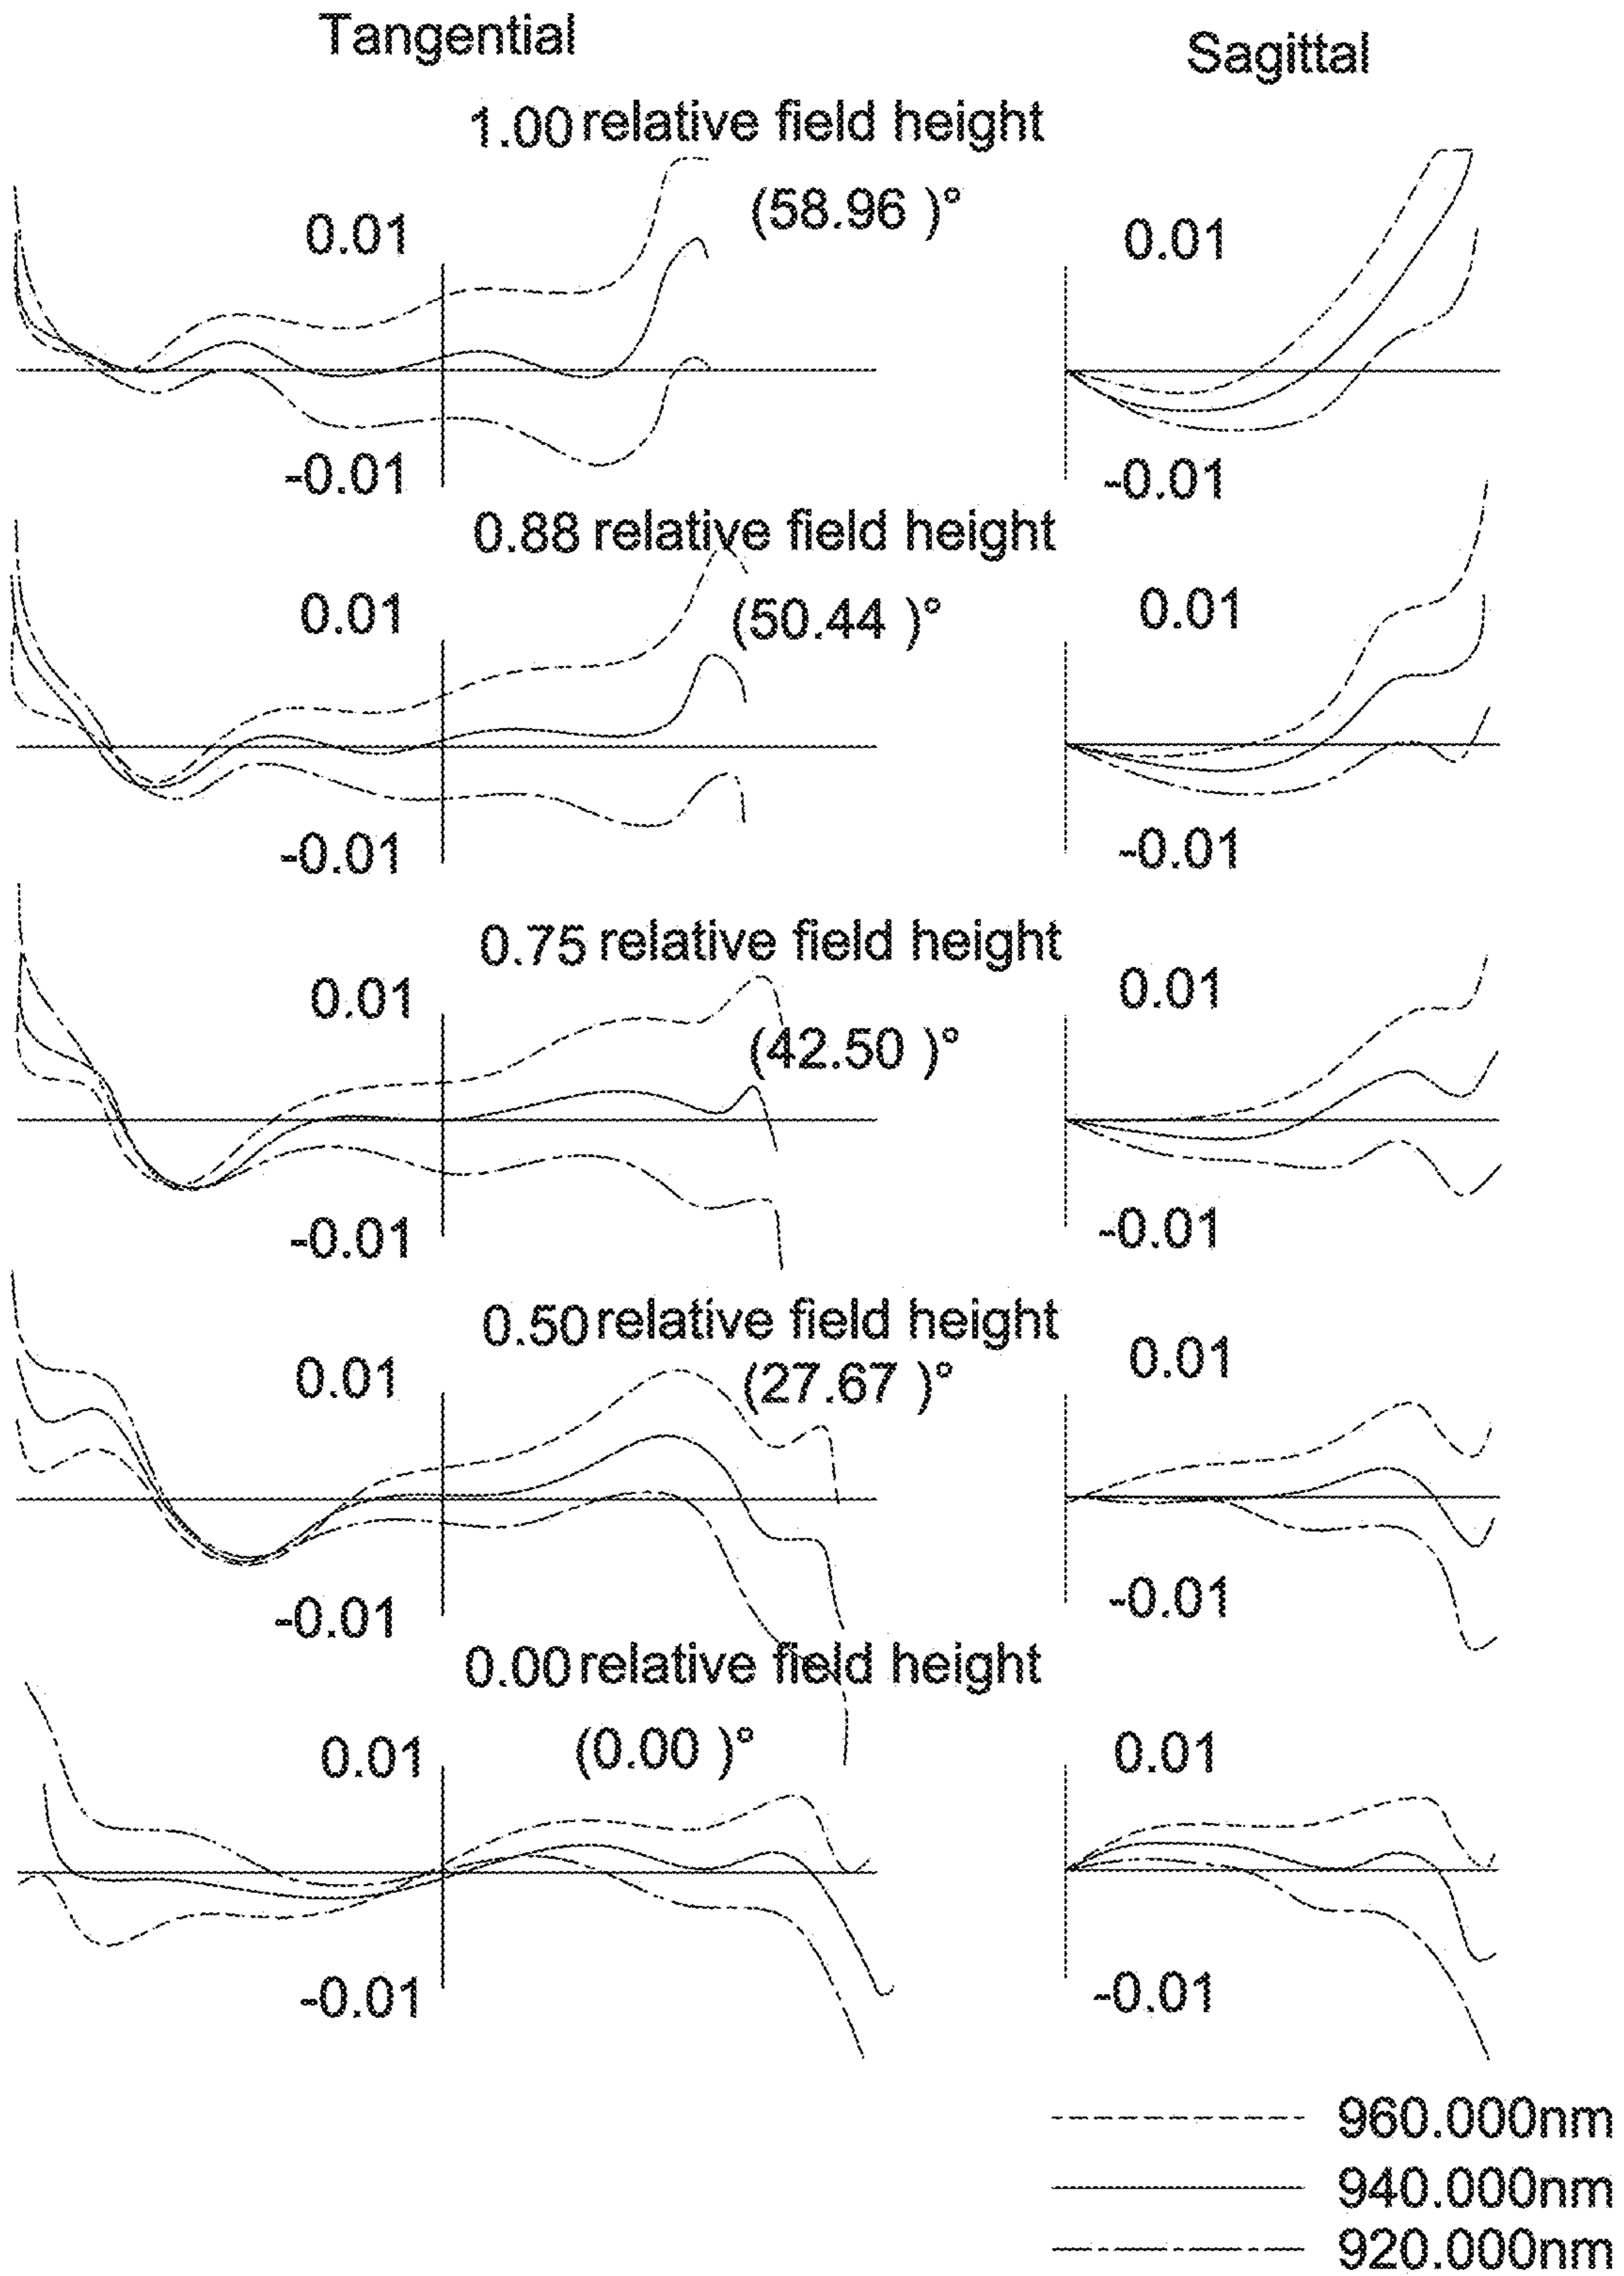 Tangential
Sagittal
1.00 relative field height
(58.96 )°
0.01
0.01
-0.01
-0.01
0.88 relative field height
(50.44 )°
0.01
0.01
-0.01
-0.01
0.75 relative field height
(42.50 )°
0.01
0.01
-0.01
-0.01
0.50 relative field height
(27.67 )°
0.01
0.01
-0.01
-0.01
0.00 relative field height
(0.00 )°
0.01
0.01
-0.01
-0.01
960.000nm
940.000nm
920.000nm